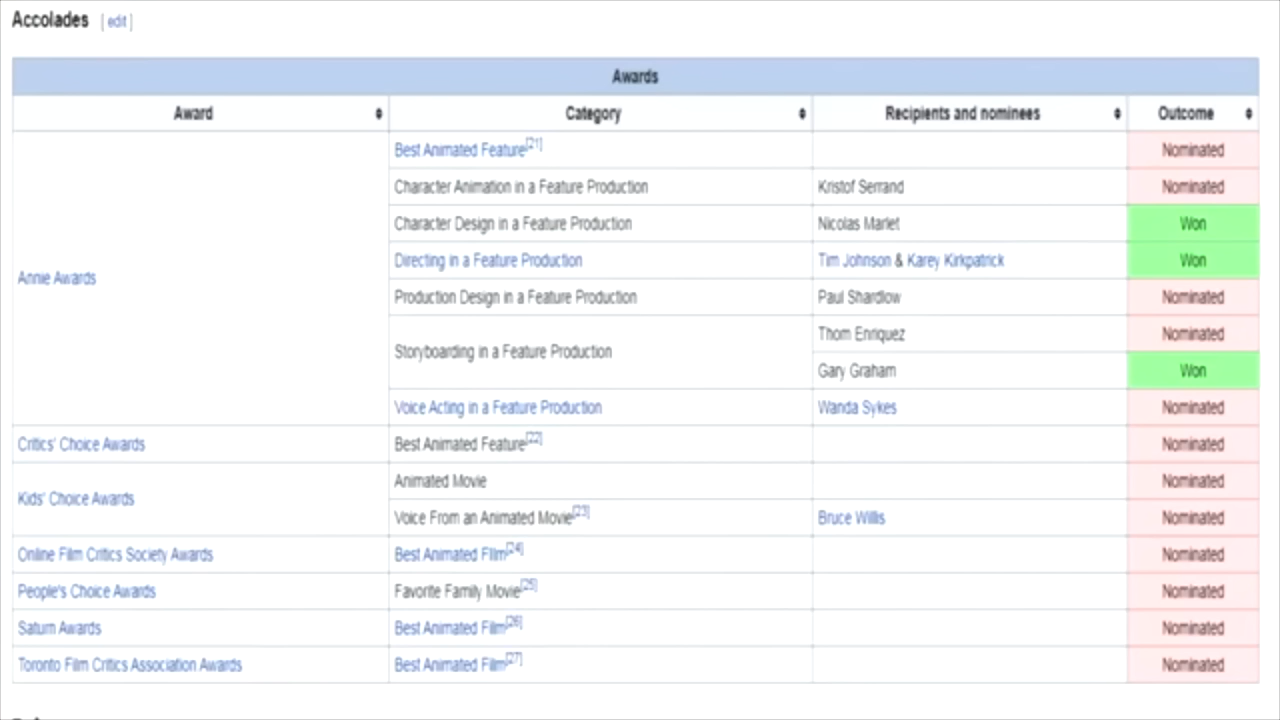 Accolades [ edit ]
Awards
Award Category Recipients and nominees Outcome
Best Animated Feature[21] Nominated
Character Animation in a Feature Production Kristof Serrand Nominated
Character Design in a Feature Production Nicolas Marlet Won
Annie Awards Directing in a Feature Production Tim Johnson & Karey Kirkpatrick Won
Production Design in a Feature Production Paul Shardlow Nominated
Storyboarding in a Feature Production Thom Enriquez Nominated
Gary Graham Won
Voice Acting in a Feature Production Wanda Sykes Nominated
Critics' Choice Awards Best Animated Feature[22] Nominated
Kids' Choice Awards Animated Movie Nominated
Voice From an Animated Movie[23] Bruce Willis Nominated
Online Film Critics Society Awards Best Animated Film[24] Nominated
People's Choice Awards Favorite Family Movie[25] Nominated
Saturn Awards Best Animated Film[26] Nominated
Toronto Film Critics Association Awards Best Animated Film[27] Nominated